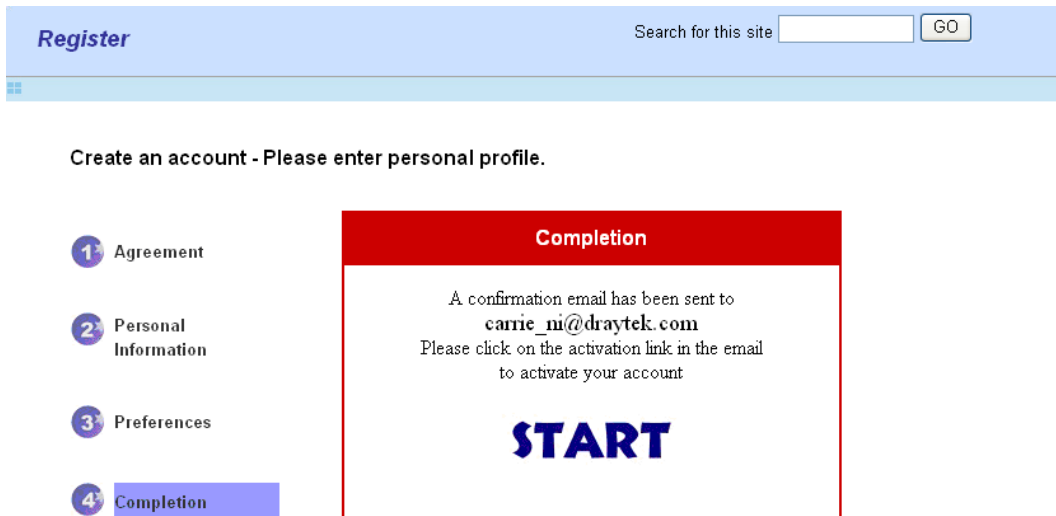 Register
Search for this site
GO
Create an account - Please enter personal profile.
1 Agreement
2 Personal
Information
3 Preferences
4 Completion
Completion
A confirmation email has been sent to
carrie_ni@draytek.com
Please click on the activation link in the email
to activate your account
START